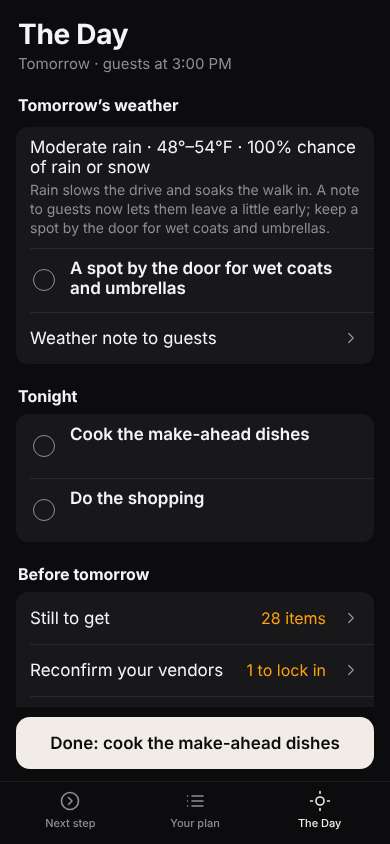 The Day
Tomorrow · guests at 3:00 PM
Tomorrow’s weather
Moderate rain · 48°–54°F · 100% chance
of rain or snow
Rain slows the drive and soaks the walk in. A note
to guests now lets them leave a little early; keep a
spot by the door for wet coats and umbrellas.
A spot by the door for wet coats
and umbrellas
Weather note to guests
Tonight
Cook the make-ahead dishes
Do the shopping
Before tomorrow
Still to get 28 items
Reconfirm your vendors 1 to lock in
Done: cook the make-ahead dishes
Next step Your plan The Day